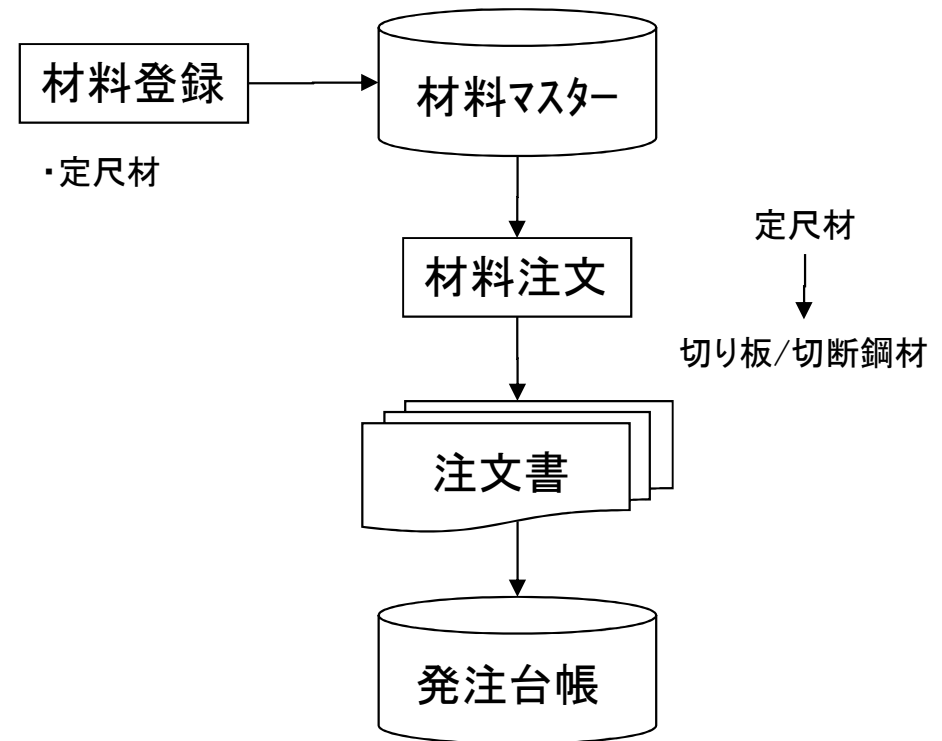 材料登録
材料マスター
・定尺材
定尺材
材料注文
切り板/切断鋼材
注文書
発注台帳